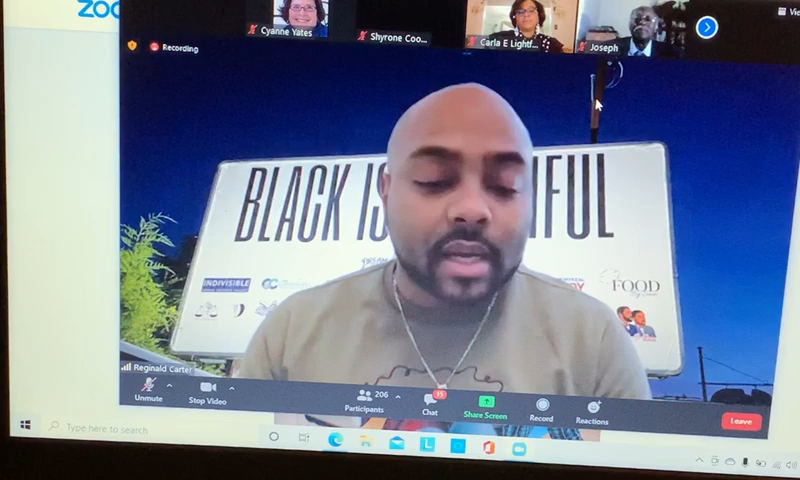 zoo
Cyanne Yates
Shyrone Coo...
Carla E Lightf...
Joseph
Vie
Recording
BLACK IS IFUL
INDIVISIBLE
FOOD
Reginald Carter
Unmute
Stop Video
206
Participants
15
Chat
Share Screen
Record
Reactions
Leave
Type here to search
L